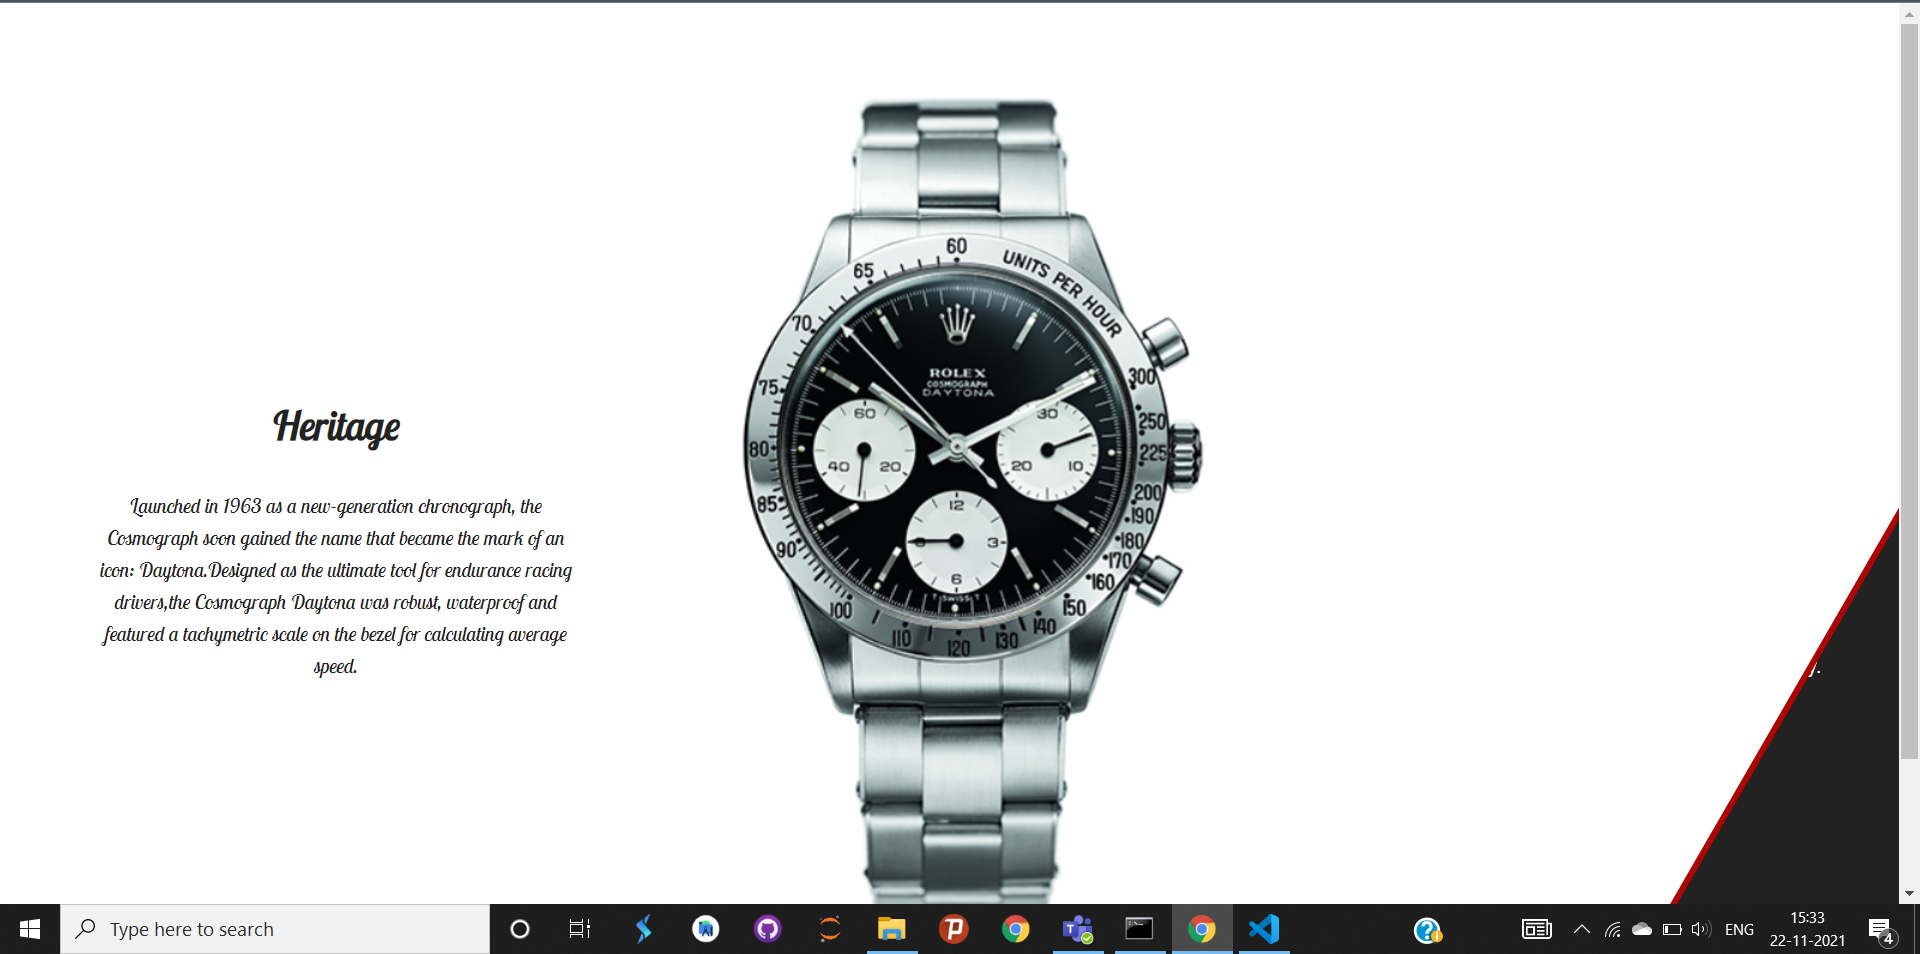 60
65
UNITS PER HOUR
70
300
ROLEX
COSMOGRAPH
DAYTONA
75
60
30
250
80
225
40
20
20
10
85
12
200
190
3
90
180
170
6
160
T SWISS T
100
150
110
120
130
140
Heritage
Launched in 1963 as a new-generation chronograph, the
Cosmograph soon gained the name that became the mark of an
icon: Daytona.Designed as the ultimate tool for endurance racing
drivers,the Cosmograph Daytona was robust, waterproof and
featured a tachymetric scale on the bezel for calculating average
speed.
y.
Type here to search
ENG
15:33
22-11-2021
4